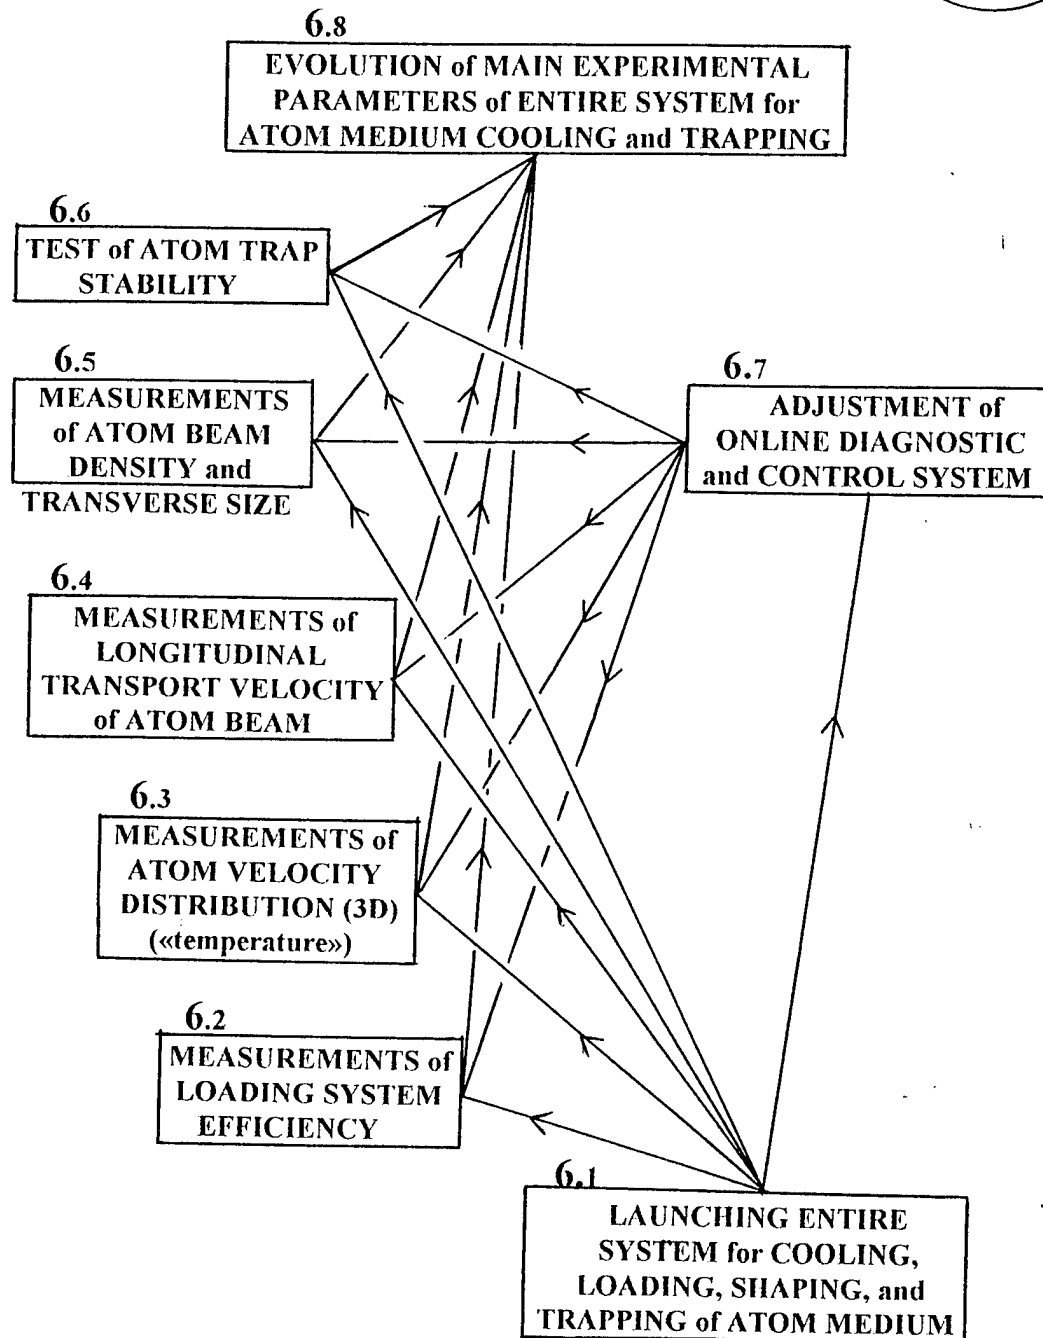 6.8
EVOLUTION of MAIN EXPERIMENTAL
PARAMETERS of ENTIRE SYSTEM for
ATOM MEDIUM COOLING and TRAPPING
6.6
TEST of ATOM TRAP
STABILITY
6.5
MEASUREMENTS
of ATOM BEAM
DENSITY and
TRANSVERSE SIZE
6.7
ADJUSTMENT of
ONLINE DIAGNOSTIC
and CONTROL SYSTEM
6.4
MEASUREMENTS of
LONGITUDINAL
TRANSPORT VELOCITY
of ATOM BEAM
6.3
MEASUREMENTS of
ATOM VELOCITY
DISTRIBUTION (3D)
(«temperature»)
6.2
MEASUREMENTS of
LOADING SYSTEM
EFFICIENCY
6.1
LAUNCHING ENTIRE
SYSTEM for COOLING,
LOADING, SHAPING, and
TRAPPING of ATOM MEDIUM